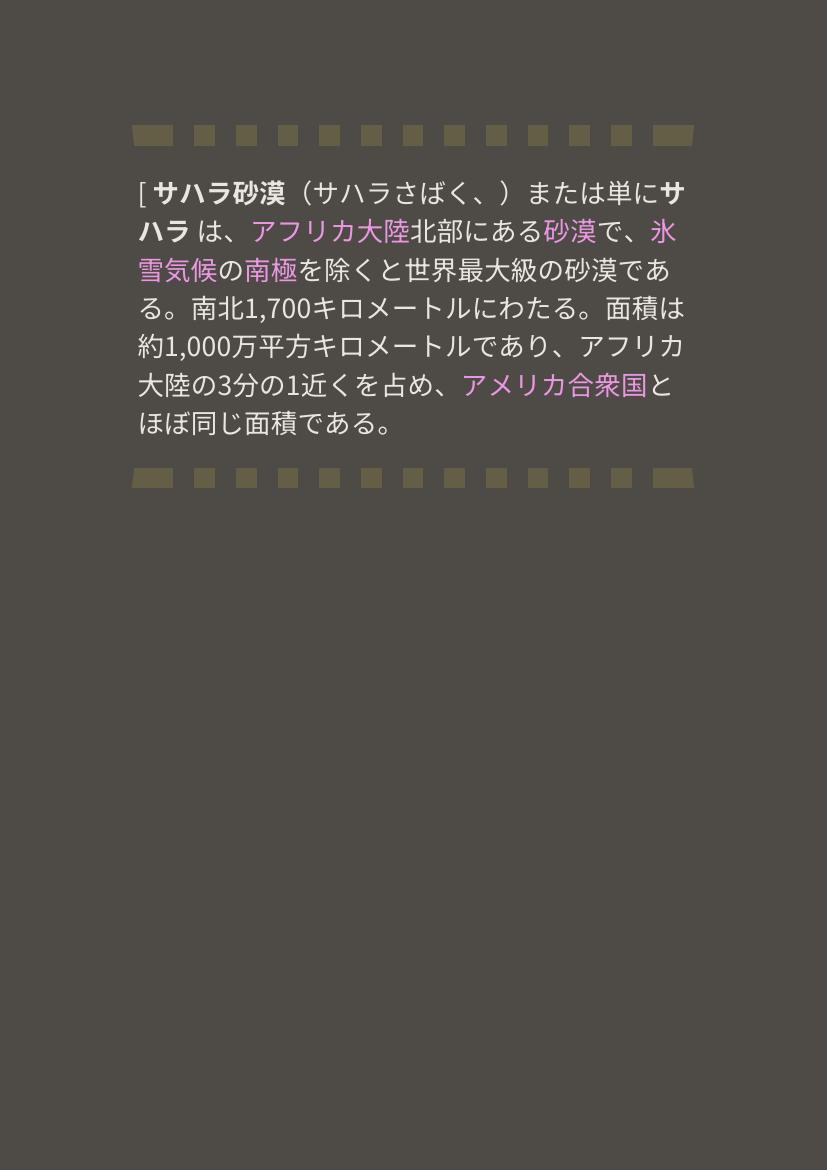 [ サハラ砂漠（サハラさばく、）または単にサ
ハラ は、アフリカ大陸北部にある砂漠で、氷
雪気候の南極を除くと世界最大級の砂漠であ
る。南北1,700キロメートルにわたる。面積は
約1,000万平方キロメートルであり、アフリカ
大陸の3分の1近くを占め、アメリカ合衆国と
ほぼ同じ面積である。